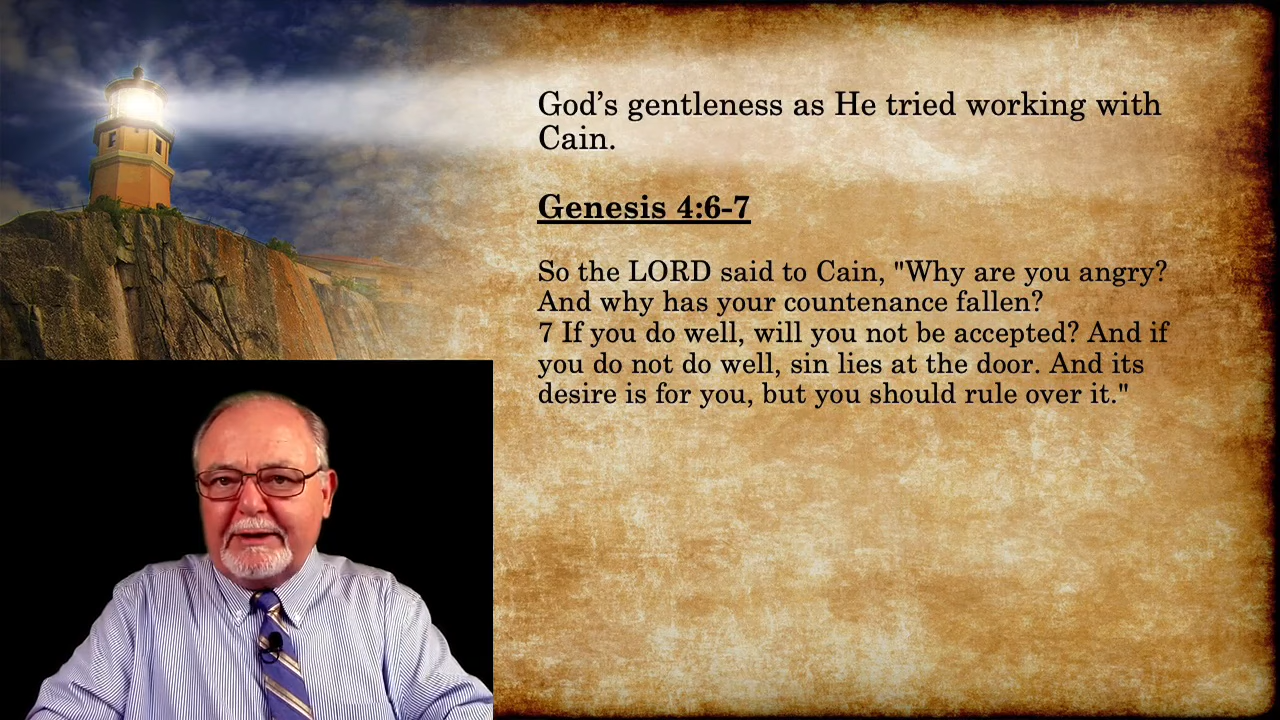 God’s gentleness as He tried working with
Cain.
Genesis 4:6-7
So the LORD said to Cain, "Why are you angry?
And why has your countenance fallen?
7 If you do well, will you not be accepted? And if
you do not do well, sin lies at the door. And its
desire is for you, but you should rule over it."